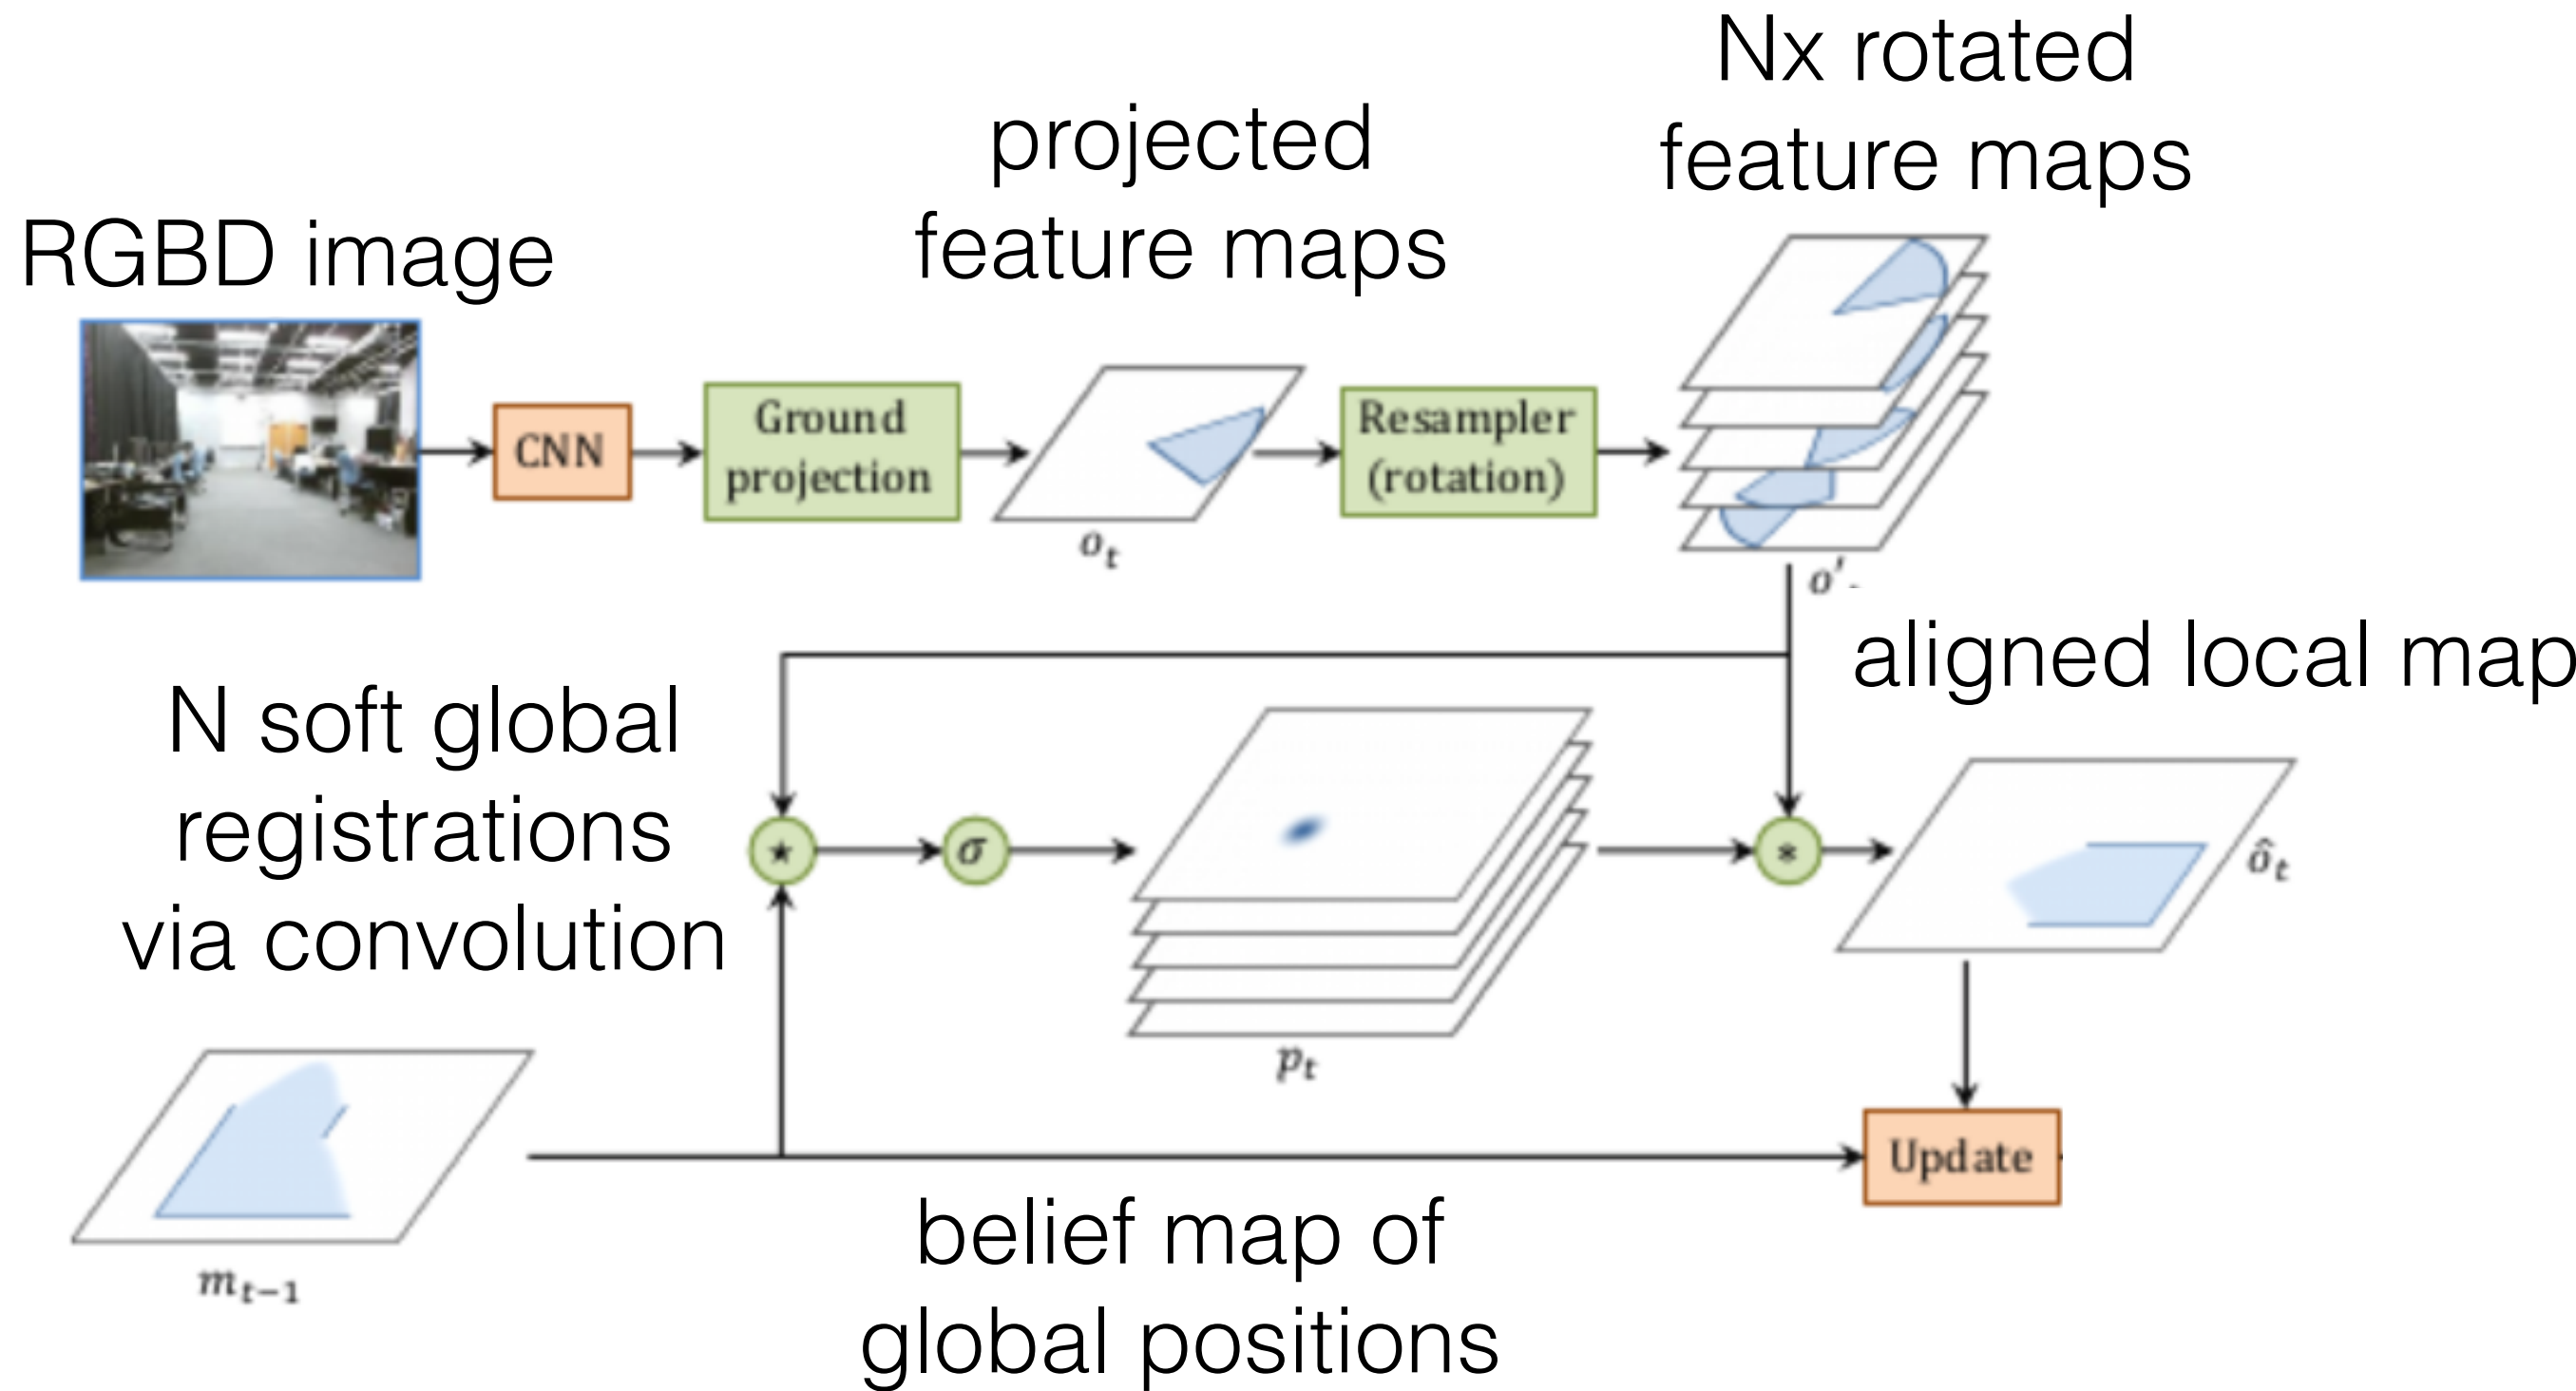 Nx rotated
feature maps
projected
feature maps
RGBD image
CNN
Ground
projection
Resampler
(rotation)
o_t
o'
aligned local map
N soft global
registrations
via convolution
★
σ
*
ô_t
p_t
Update
m_{t-1}
belief map of
global positions